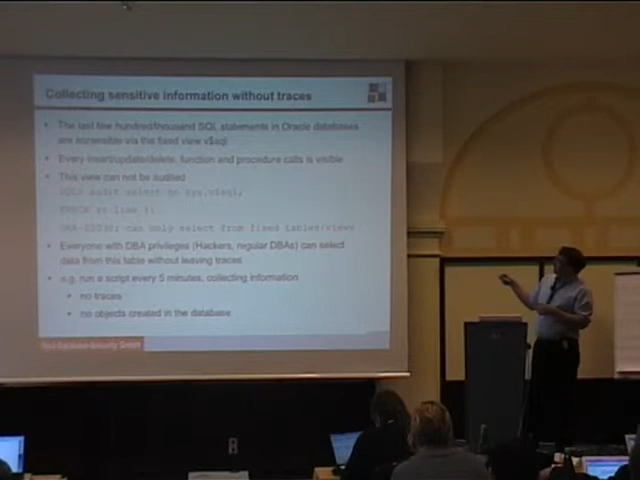 Collecting sensitive information without traces
• The last few hundred/thousand SQL statements in Oracle databases
are accessible via the fixed view v$sql
• Every insert/update/delete, function and procedure calls is visible
• This view can not be audited
SQL> audit select on sys.v$sql;
ERROR at line 1:
ORA-02030: can only select from fixed tables/views
• Everyone with DBA privileges (Hackers, regular DBAs) can select
data from this table without leaving traces
• e.g. run a script every 5 minutes, collecting information
• no traces
• no objects created in the database
Red-Database-Security GmbH